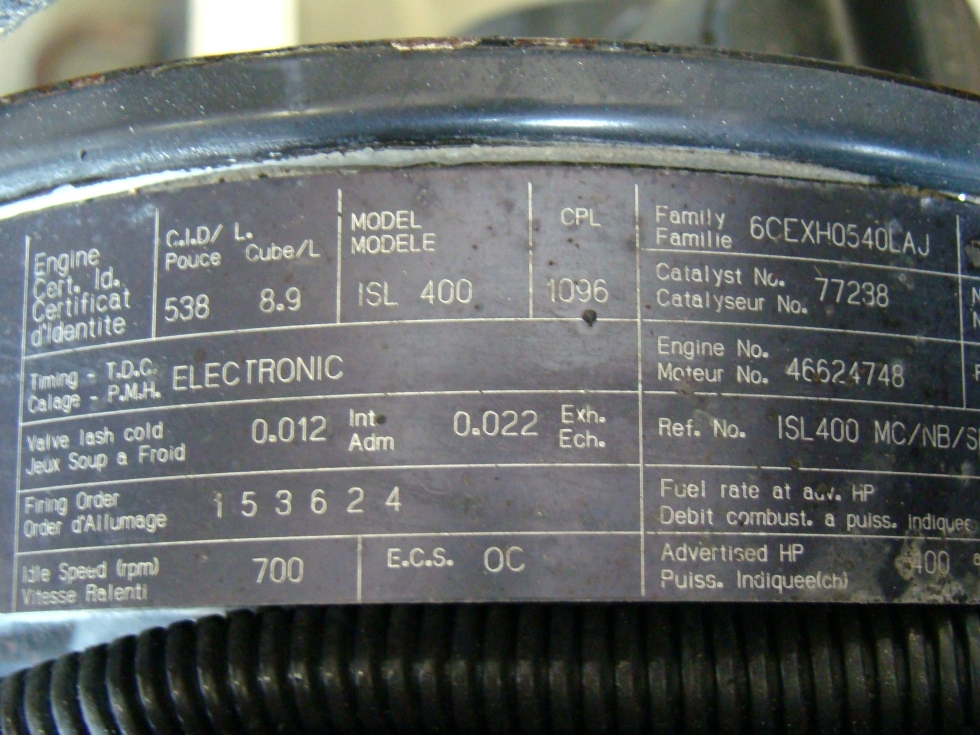 Engine
Cert. Id.
Certificat
d'Identite
C.I.D/ L.
Pouce Cube/L
538 8.9
MODEL
MODELE
ISL 400
CPL
1096
Timing - T.D.C.
Calage - P.M.H.
ELECTRONIC
Valve lash cold
Jeux Soup a Froid
0.012 Int. Adm
0.022 Exh. Ech.
Firing Order
Order d'Allumage
1 5 3 6 2 4
Idle Speed (rpm)
Vitesse Ralenti
700
E.C.S. OC
Family
Familie
6CEXH0540LAJ
Catalyst No.
Catalyseur No.
77238
Engine No.
Moteur No.
46624748
Ref. No. ISL400 MC/NB/S
Fuel rate at adv. HP
Debit combust. a puiss. indiquee
Advertised HP
Puiss. Indiquee(ch)
400